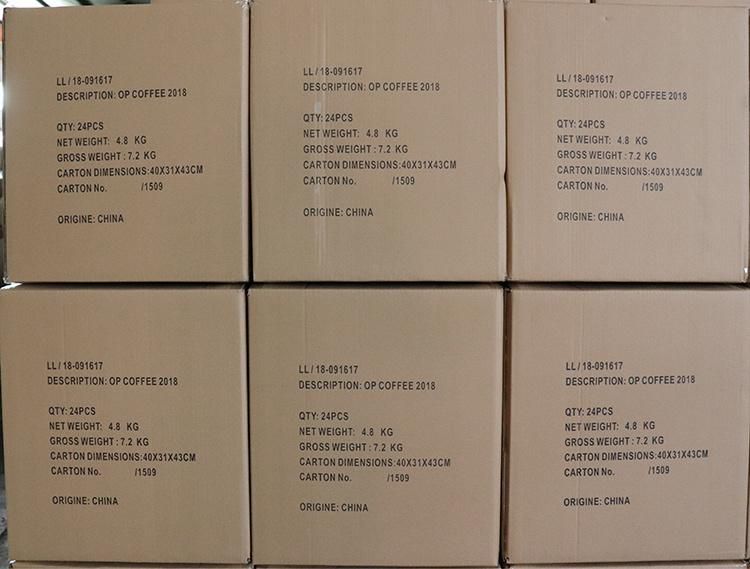 LL / 18-091617
DESCRIPTION: OP COFFEE 2018
QTY: 24PCS
NET WEIGHT: 4.8 KG
GROSS WEIGHT : 7.2 KG
CARTON DIMENSIONS:40X31X43CM
CARTON No. /1509
ORIGINE: CHINA
LL / 18-091617
DESCRIPTION: OP COFFEE 2018
QTY: 24PCS
NET WEIGHT: 4.8 KG
GROSS WEIGHT : 7.2 KG
CARTON DIMENSIONS:40X31X43CM
CARTON No. /1509
ORIGINE: CHINA
LL / 18-091617
DESCRIPTION: OP COFFEE 2018
QTY: 24PCS
NET WEIGHT: 4.8 KG
GROSS WEIGHT : 7.2 KG
CARTON DIMENSIONS:40X31X43CM
CARTON No. /1509
ORIGINE: CHINA
LL / 18-091617
DESCRIPTION: OP COFFEE 2018
QTY: 24PCS
NET WEIGHT: 4.8 KG
GROSS WEIGHT : 7.2 KG
CARTON DIMENSIONS:40X31X43CM
CARTON No. /1509
ORIGINE: CHINA
LL / 18-091617
DESCRIPTION: OP COFFEE 2018
QTY: 24PCS
NET WEIGHT: 4.8 KG
GROSS WEIGHT : 7.2 KG
CARTON DIMENSIONS:40X31X43CM
CARTON No. /1509
ORIGINE: CHINA
LL / 18-091617
DESCRIPTION: OP COFFEE 2018
QTY: 24PCS
NET WEIGHT: 4.8 KG
GROSS WEIGHT : 7.2 KG
CARTON DIMENSIONS:40X31X43CM
CARTON No. /1509
ORIGINE: CHINA